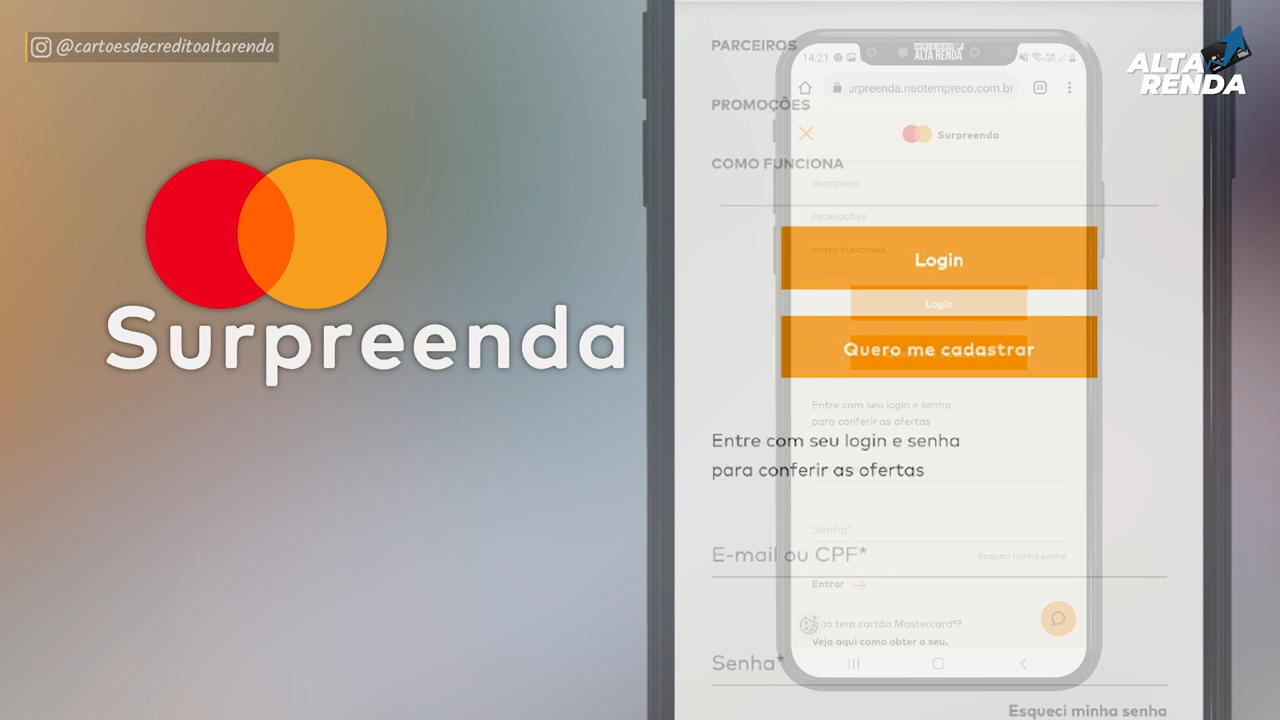 @cartoesdecreditoaltarenda
ALTA
RENDA
Surpreenda
PARCEIROS
PROMOÇÕES
COMO FUNCIONA
Login
Quero me cadastrar
Entre com seu login e senha
para conferir as ofertas
E-mail ou CPF*
Senha*
Esqueci minha senha
14:21
ALTA RENDA
urpreenda.naotempreco.com.br
Surpreenda
PARCEIROS
PROMOÇÕES
COMO FUNCIONA
Login
Entre com seu login e senha
para conferir as ofertas
Senha*
Esqueci minha senha
Entrar
io tem cartão Mastercard®?
Veja aqui como obter o seu.